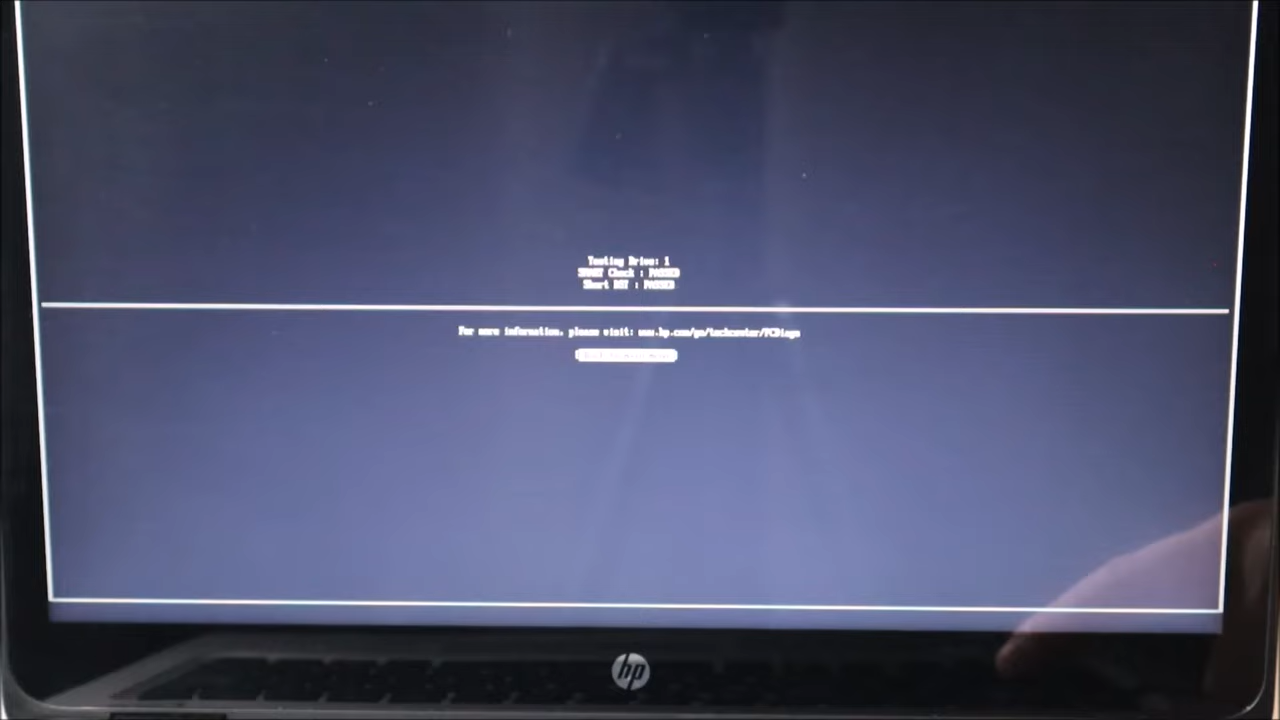 Testing Drive: 1
SMART Check : PASSED
Short DST : PASSED
For more information, please visit: www.hp.com/go/techcenter/PCDiags
hp